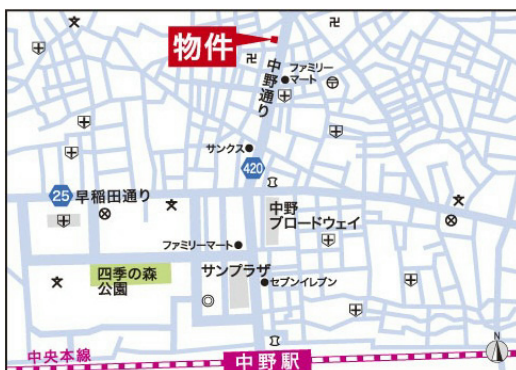 物件
中野通り
ファミリー
マート
サンクス
420
25
早稲田通り
中野
ブロードウェイ
ファミリーマート
四季の森
公園
サンプラザ
セブンイレブン
N
中央本線
中野駅